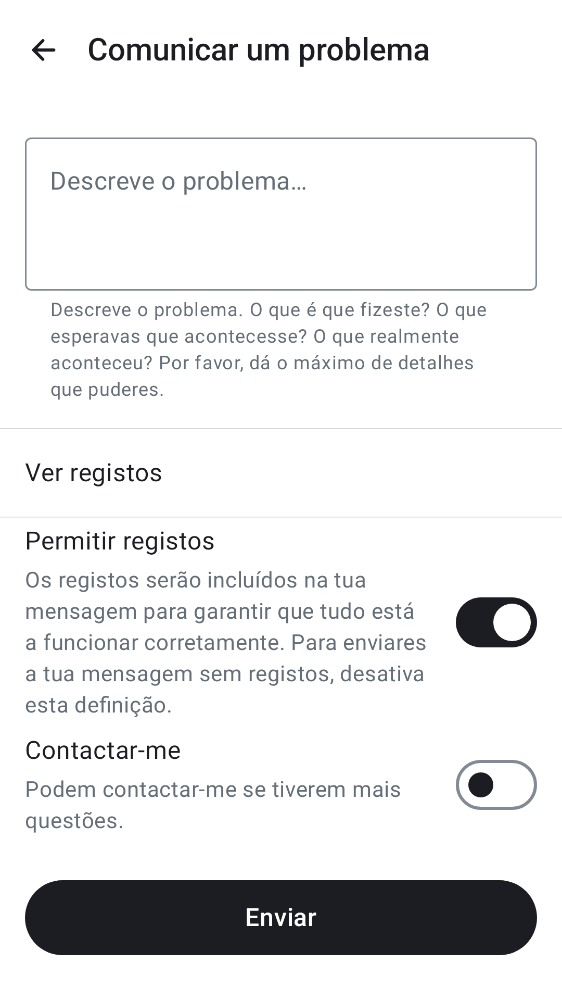 Comunicar um problema
Descreve o problema…
Descreve o problema. O que é que fizeste? O que
esperavas que acontecesse? O que realmente
aconteceu? Por favor, dá o máximo de detalhes
que puderes.
Ver registos
Permitir registos
Os registos serão incluídos na tua
mensagem para garantir que tudo está
a funcionar corretamente. Para enviares
a tua mensagem sem registos, desativa
esta definição.
Contactar-me
Podem contactar-me se tiverem mais
questões.
Enviar